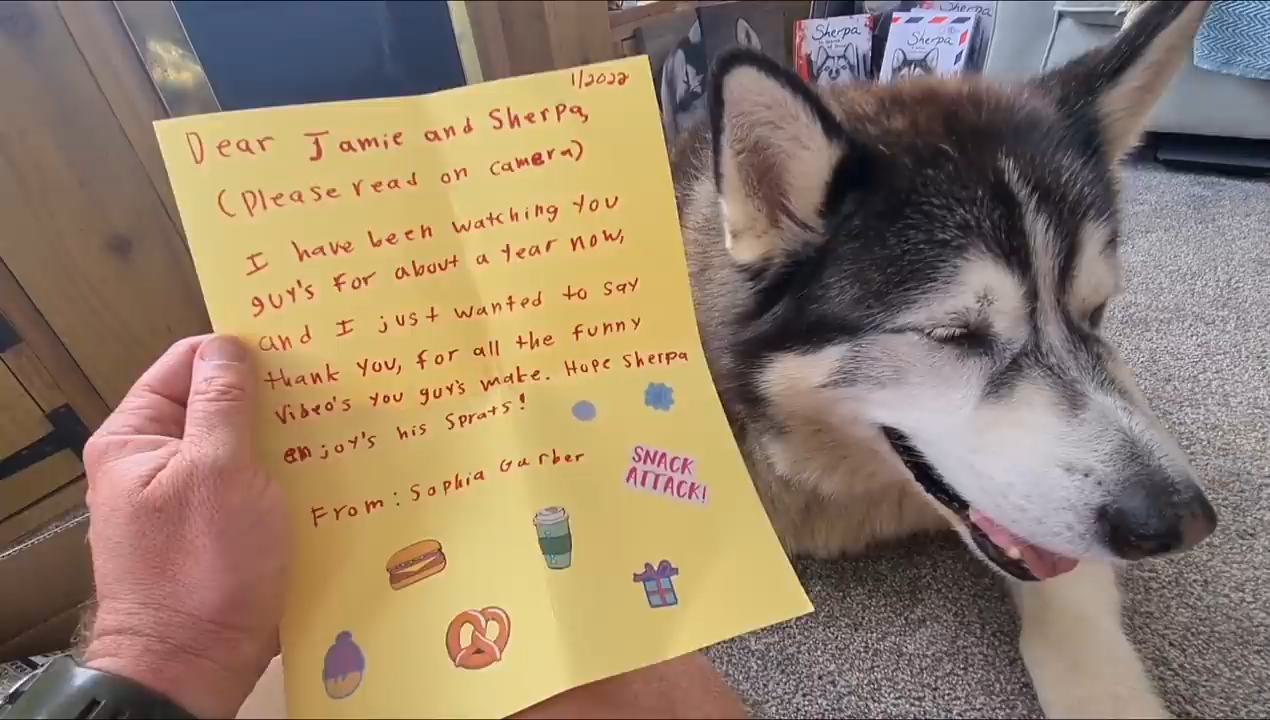 1/2022
Dear Jamie and Sherpa,
(Please read on camera)
I have been watching you
guy's for about a year now,
and I just wanted to say
thank you, for all the funny
Video's you guy's make. Hope Sherpa
enjoy's his Sprats!
From: Sophia Garber
SNACK
ATTACK!
Sherpa
Sherpa
Sherpa